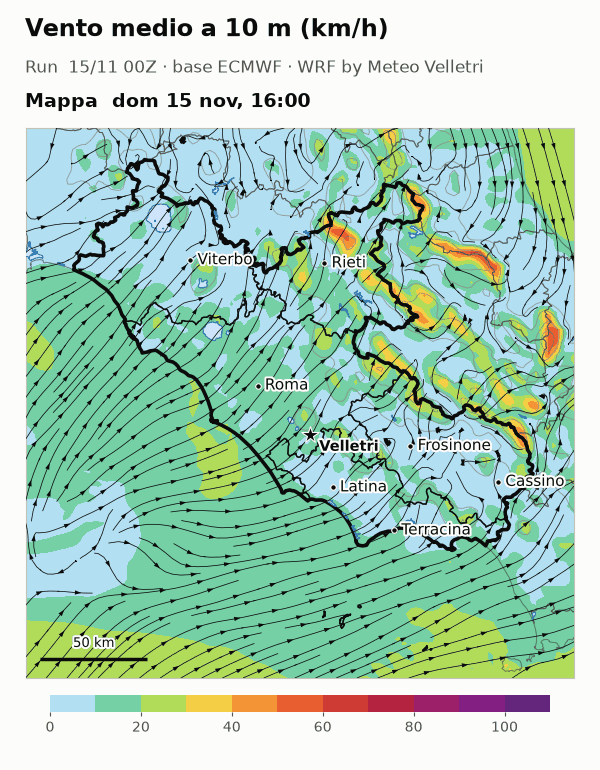 Vento medio a 10 m (km/h)
Run 15/11 00Z · base ECMWF · WRF by Meteo Velletri
Mappa dom 15 nov, 16:00
Viterbo
Rieti
Roma
Velletri
Frosinone
Cassino
Latina
Terracina
50 km
0 20 40 60 80 100